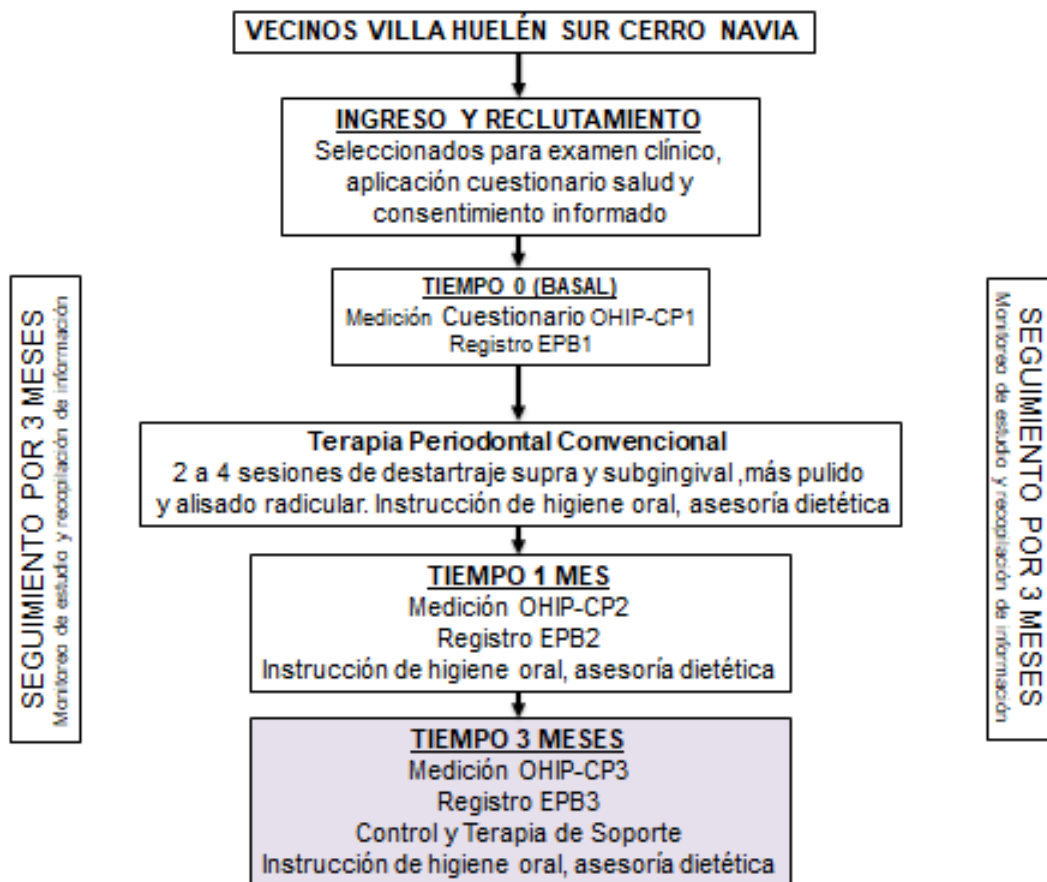 VECINOS VILLA HUELÉN SUR CERRO NAVIA
INGRESO Y RECLUTAMIENTO
Seleccionados para examen clínico,
aplicación cuestionario salud y
consentimiento informado
TIEMPO 0 (BASAL)
Medición Cuestionario OHIP-CP1
Registro EPB1
Terapia Periodontal Convencional
2 a 4 sesiones de destartraje supra y subgingival ,más pulido
y alisado radicular. Instrucción de higiene oral, asesoría dietética
TIEMPO 1 MES
Medición OHIP-CP2
Registro EPB2
Instrucción de higiene oral, asesoría dietética
TIEMPO 3 MESES
Medición OHIP-CP3
Registro EPB3
Control y Terapia de Soporte
Instrucción de higiene oral, asesoría dietética
SEGUIMIENTO POR 3 MESES
Monitoreo de estudio y recopilación de información
SEGUIMIENTO POR 3 MESES
Monitoreo de estudio y recopilación de información